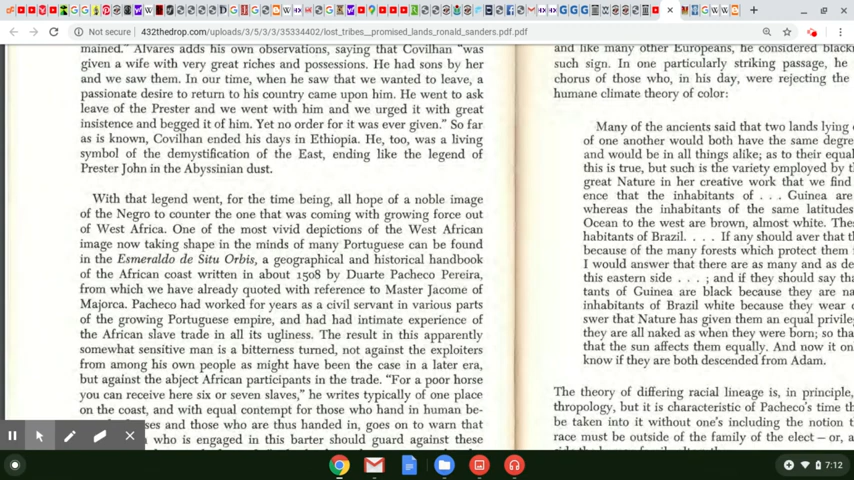 432thedrop.com/uploads/3/5/3/3/35334404/lost_tribes__promised_lands_ronald_sanders.pdf.pdf
mained." Alvares adds his own observations, saying that Covilhan "was
given a wife with very great riches and possessions. He had sons by her
and we saw them. In our time, when he saw that we wanted to leave, a
passionate desire to return to his country came upon him. He went to ask
leave of the Prester and we went with him and we urged it with great
insistence and begged it of him. Yet no order for it was ever given." So far
as is known, Covilhan ended his days in Ethiopia. He, too, was a living
symbol of the demystification of the East, ending like the legend of
Prester John in the Abyssinian dust.
With that legend went, for the time being, all hope of a noble image
of the Negro to counter the one that was coming with growing force out
of West Africa. One of the most vivid depictions of the West African
image now taking shape in the minds of many Portuguese can be found
in the Esmeraldo de Situ Orbis, a geographical and historical handbook
of the African coast written in about 1508 by Duarte Pacheco Pereira,
from which we have already quoted with reference to Master Jacome of
Majorca. Pacheco had worked for years as a civil servant in various parts
of the growing Portuguese empire, and had had intimate experience of
the African slave trade in all its ugliness. The result in this apparently
somewhat sensitive man is a bitterness turned, not against the exploiters
from among his own people as might have been the case in a later era,
but against the abject African participants in the trade. "For a poor horse
you can receive here six or seven slaves," he writes typically of one place
on the coast, and with equal contempt for those who hand in human be-
ses and those who are thus handed in, goes on to warn that
who is engaged in this barter should guard against these
and like many other Europeans, he considered black
such sign. In one particularly striking passage, he
chorus of those who, in his day, were rejecting the
humane climate theory of color:
Many of the ancients said that two lands lying
of one another would both have the same degre
and would be in all things alike; as to their equal
this is true, but such is the variety employed by t
great Nature in her creative work that we find
ence that the inhabitants of . . . Guinea are
whereas the inhabitants of the same latitudes
Ocean to the west are brown, almost white. The
habitants of Brazil. . . . If any should aver that t
because of the many forests which protect them f
I would answer that there are as many and as de
this eastern side . . . ; and if they should say tha
tants of Guinea are black because they are na
inhabitants of Brazil white because they wear c
swer that Nature has given them an equal privile
they are all naked as when they were born; so tha
that the sun affects them equally. And now it on
know if they are both descended from Adam.
The theory of differing racial lineage is, in principle,
thropology, but it is characteristic of Pacheco's time th
be taken into it without one's including the notion t
race must be outside of the family of the elect—or, a
7:12